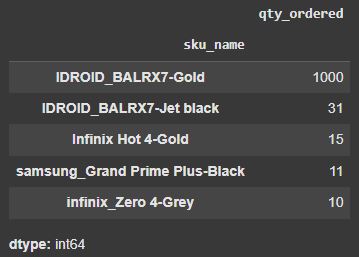 qty_ordered
sku_name
IDROID_BALRX7-Gold 1000
IDROID_BALRX7-Jet black 31
Infinix Hot 4-Gold 15
samsung_Grand Prime Plus-Black 11
infinix_Zero 4-Grey 10
dtype: int64